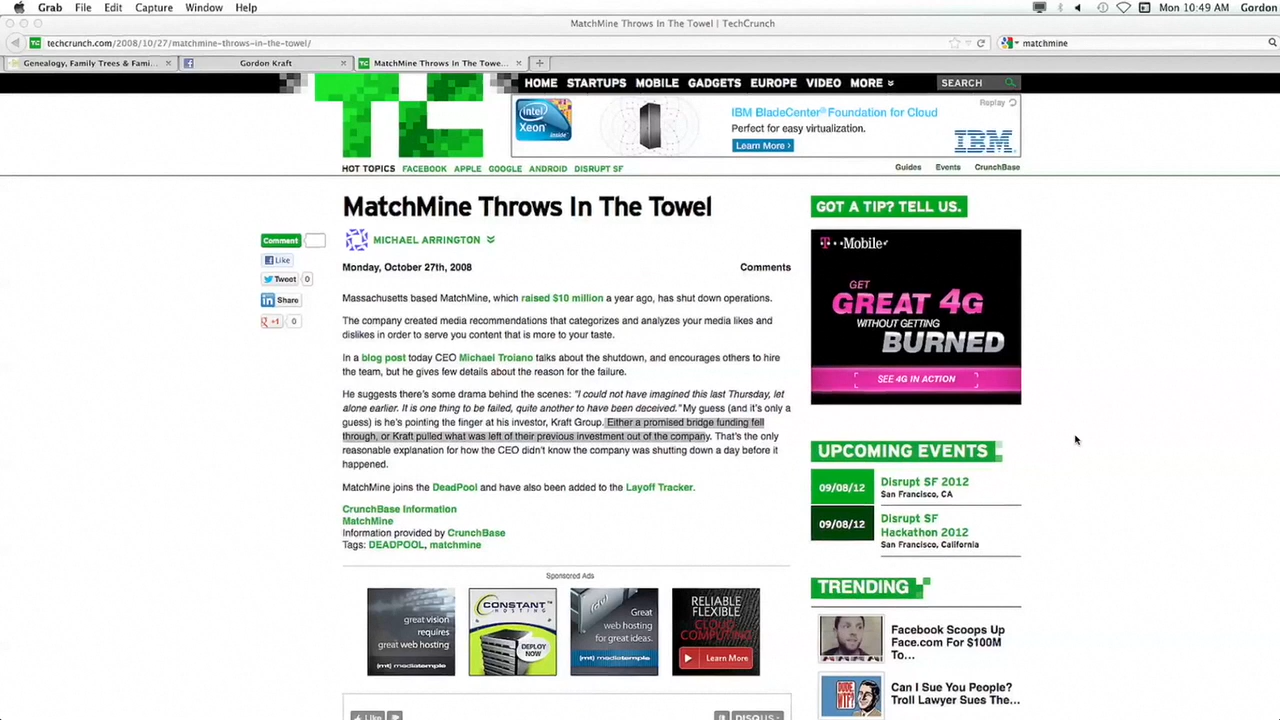 Grab File Edit Capture Window Help Mon 10:49 AM Gordon
MatchMine Throws In The Towel | TechCrunch
techcrunch.com/2008/10/27/matchmine-throws-in-the-towel/ matchmine
Genealogy, Family Trees & Fami... Gordon Kraft MatchMine Throws In The Towe...
HOME STARTUPS MOBILE GADGETS EUROPE VIDEO MORE SEARCH
TC
intel Xeon inside
IBM BladeCenter® Foundation for Cloud
Perfect for easy virtualization.
Learn More ›
Replay
IBM
HOT TOPICS FACEBOOK APPLE GOOGLE ANDROID DISRUPT SF Guides Events CrunchBase
MatchMine Throws In The Towel
MICHAEL ARRINGTON
Monday, October 27th, 2008 Comments
Comment
Like
Tweet 0
Share
+1 0
Massachusetts based MatchMine, which raised $10 million a year ago, has shut down operations.
The company created media recommendations that categorizes and analyzes your media likes and
dislikes in order to serve you content that is more to your taste.
In a blog post today CEO Michael Troiano talks about the shutdown, and encourages others to hire
the team, but he gives few details about the reason for the failure.
He suggests there's some drama behind the scenes: "I could not have imagined this last Thursday, let
alone earlier. It is one thing to be failed, quite another to have been deceived." My guess (and it's only a
guess) is he's pointing the finger at his investor, Kraft Group. Either a promised bridge funding fell
through, or Kraft pulled what was left of their previous investment out of the company. That's the only
reasonable explanation for how the CEO didn't know the company was shutting down a day before it
happened.
MatchMine joins the DeadPool and have also been added to the Layoff Tracker.
CrunchBase Information
MatchMine
Information provided by CrunchBase
Tags: DEADPOOL, matchmine
Sponsored Ads
great vision
requires
great web hosting
(mt) mediatemple
CONSTANT
HOSTING
DEPLOY
NOW
(dv)
Great
web hosting
for great ideas.
(mt) mediatemple
RELIABLE
FLEXIBLE
CLOUD
COMPUTING
Learn More
Like
DISQUS
GOT A TIP? TELL US.
T Mobile
GET
GREAT 4G
WITHOUT GETTING
BURNED
SEE 4G IN ACTION
UPCOMING EVENTS
09/08/12 Disrupt SF 2012
San Francisco, CA
09/08/12 Disrupt SF
Hackathon 2012
San Francisco, California
TRENDING
Facebook Scoops Up
Face.com For $100M
To...
DUDE
WTF?
Can I Sue You People?
Troll Lawyer Sues The...